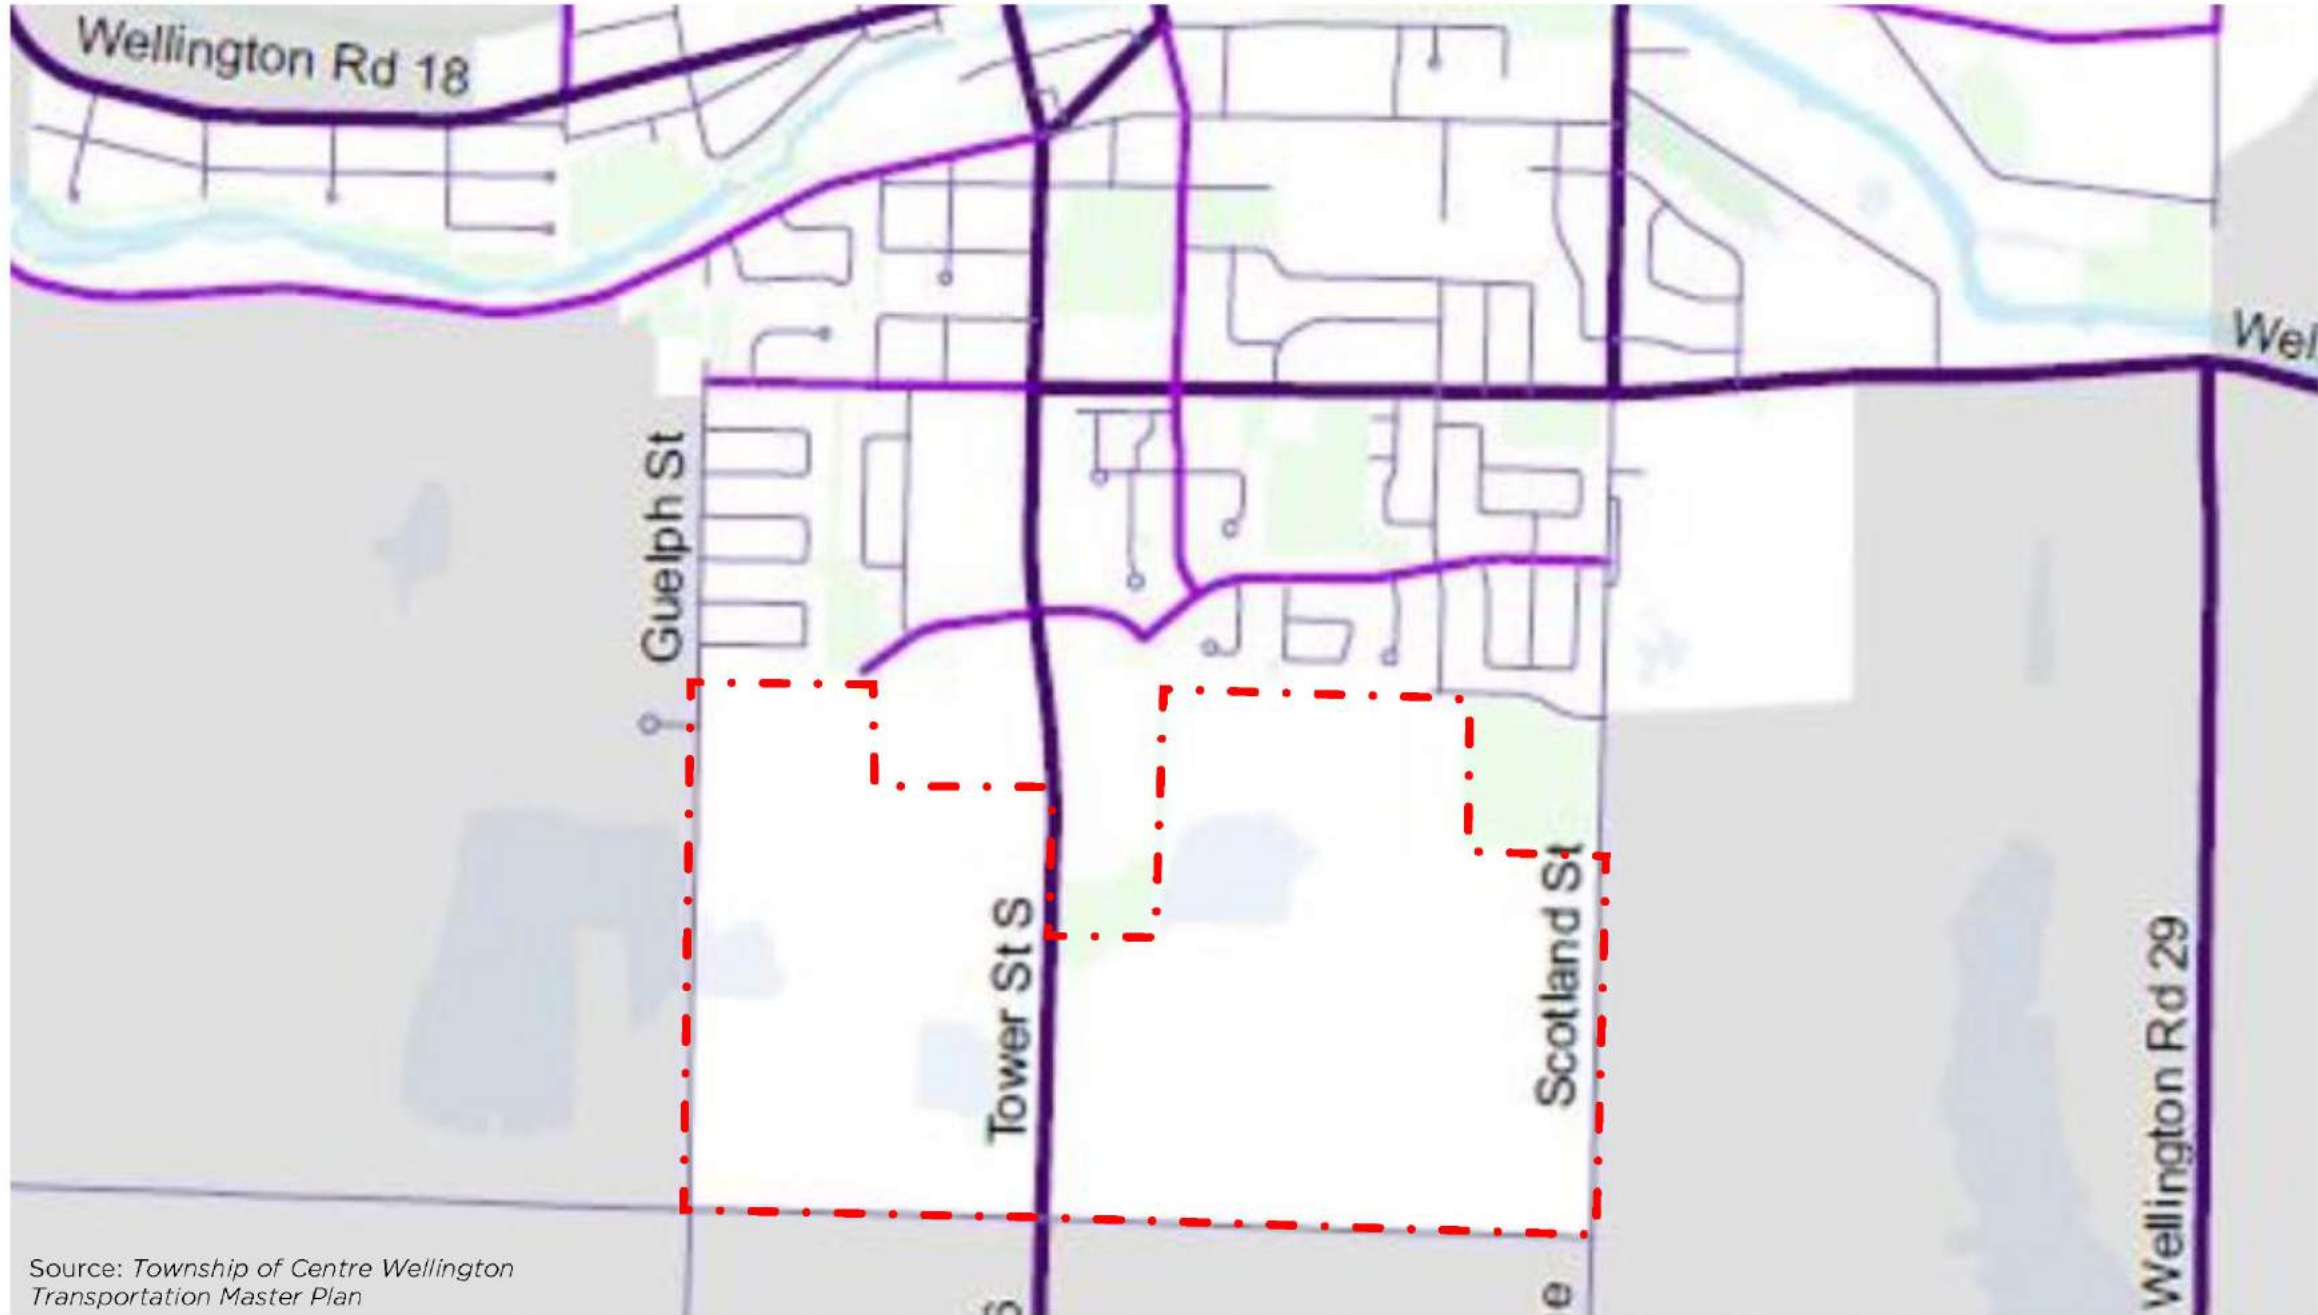 Wellington Rd 18
Wel
Guelph St
Tower St S
Scotland St
Wellington Rd 29
Source: Township of Centre Wellington
Transportation Master Plan
S
e